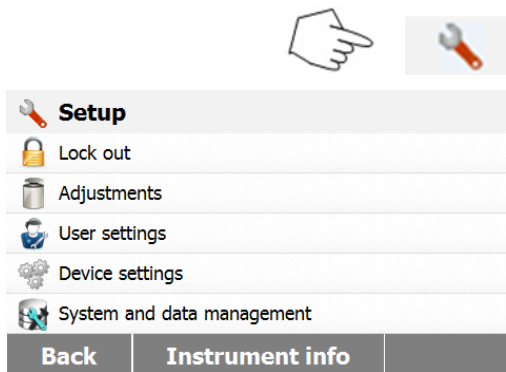 Setup
Lock out
Adjustments
User settings
Device settings
System and data management
Back Instrument info